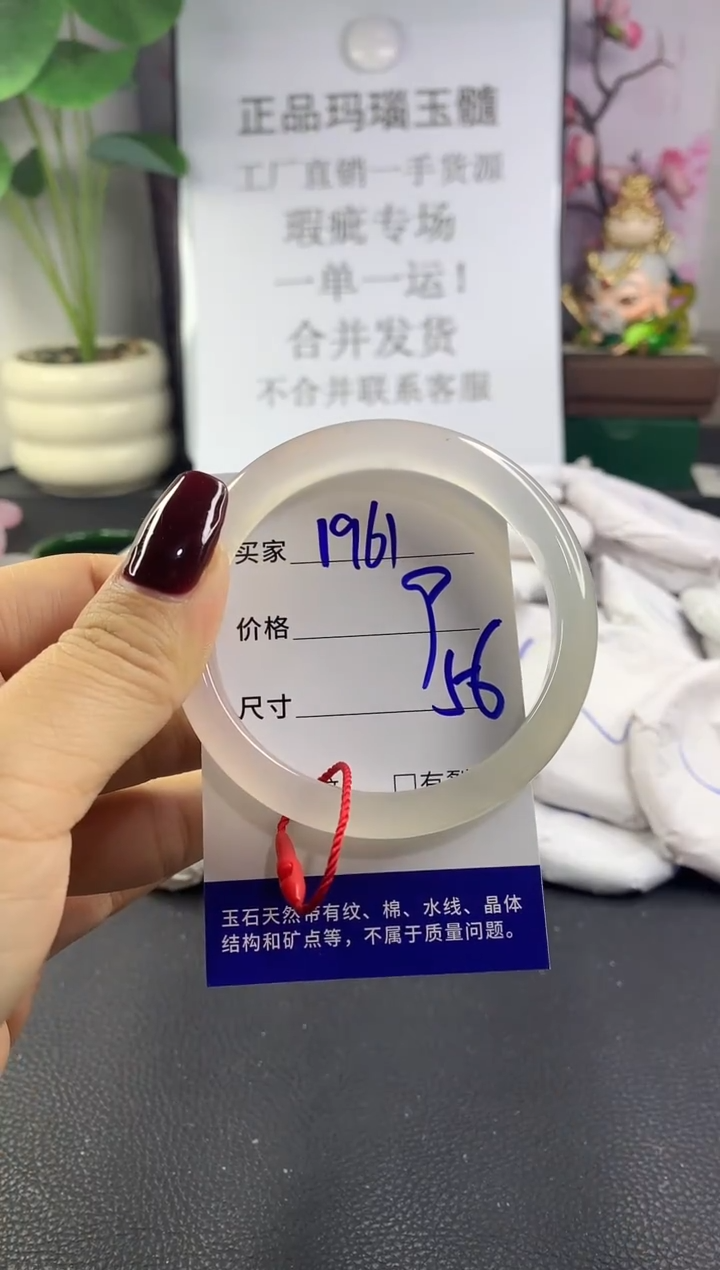 正品玛瑙玉髓
工厂直销一手货源
瑕疵专场
一单一运！
合并发货
不合并联系客服
买家 1961
价格
尺寸 56
□有裂
玉石天然带有纹、棉、水线、晶体
结构和矿点等，不属于质量问题。